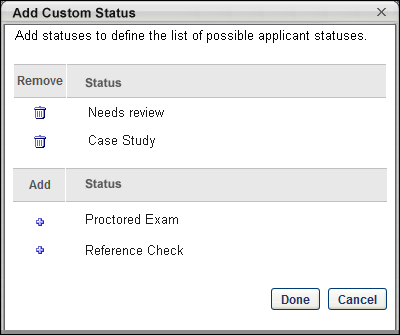 Add Custom Status
Add statuses to define the list of possible applicant statuses.
Remove Status
Needs review
Case Study
Add Status
Proctored Exam
Reference Check
Done Cancel